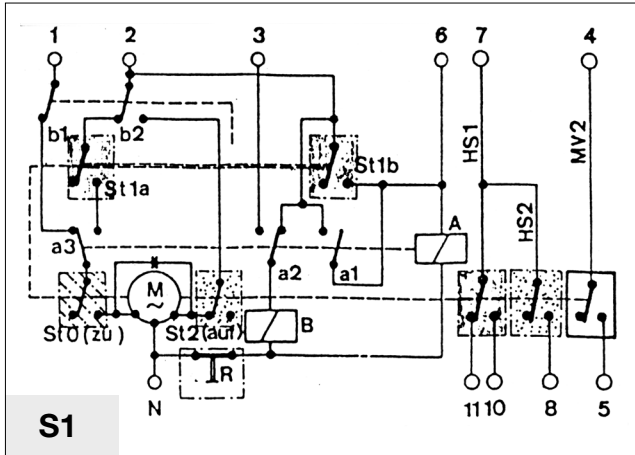 1 2 3 6 7 4
b1 b2
HS1
MV2
St1a
St1b
HS2
a3
A
a2 a1
M
~
St0 (zu)
St2 (auf)
B
R
N
11 10 8 5
S1